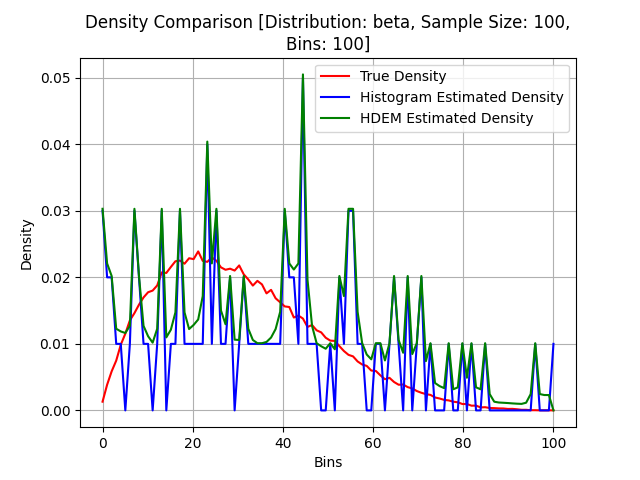 Density Comparison [Distribution: beta, Sample Size: 100,
Bins: 100]
True Density
Histogram Estimated Density
HDEM Estimated Density
Density
0.05
0.04
0.03
0.02
0.01
0.00
0 20 40 60 80 100
Bins